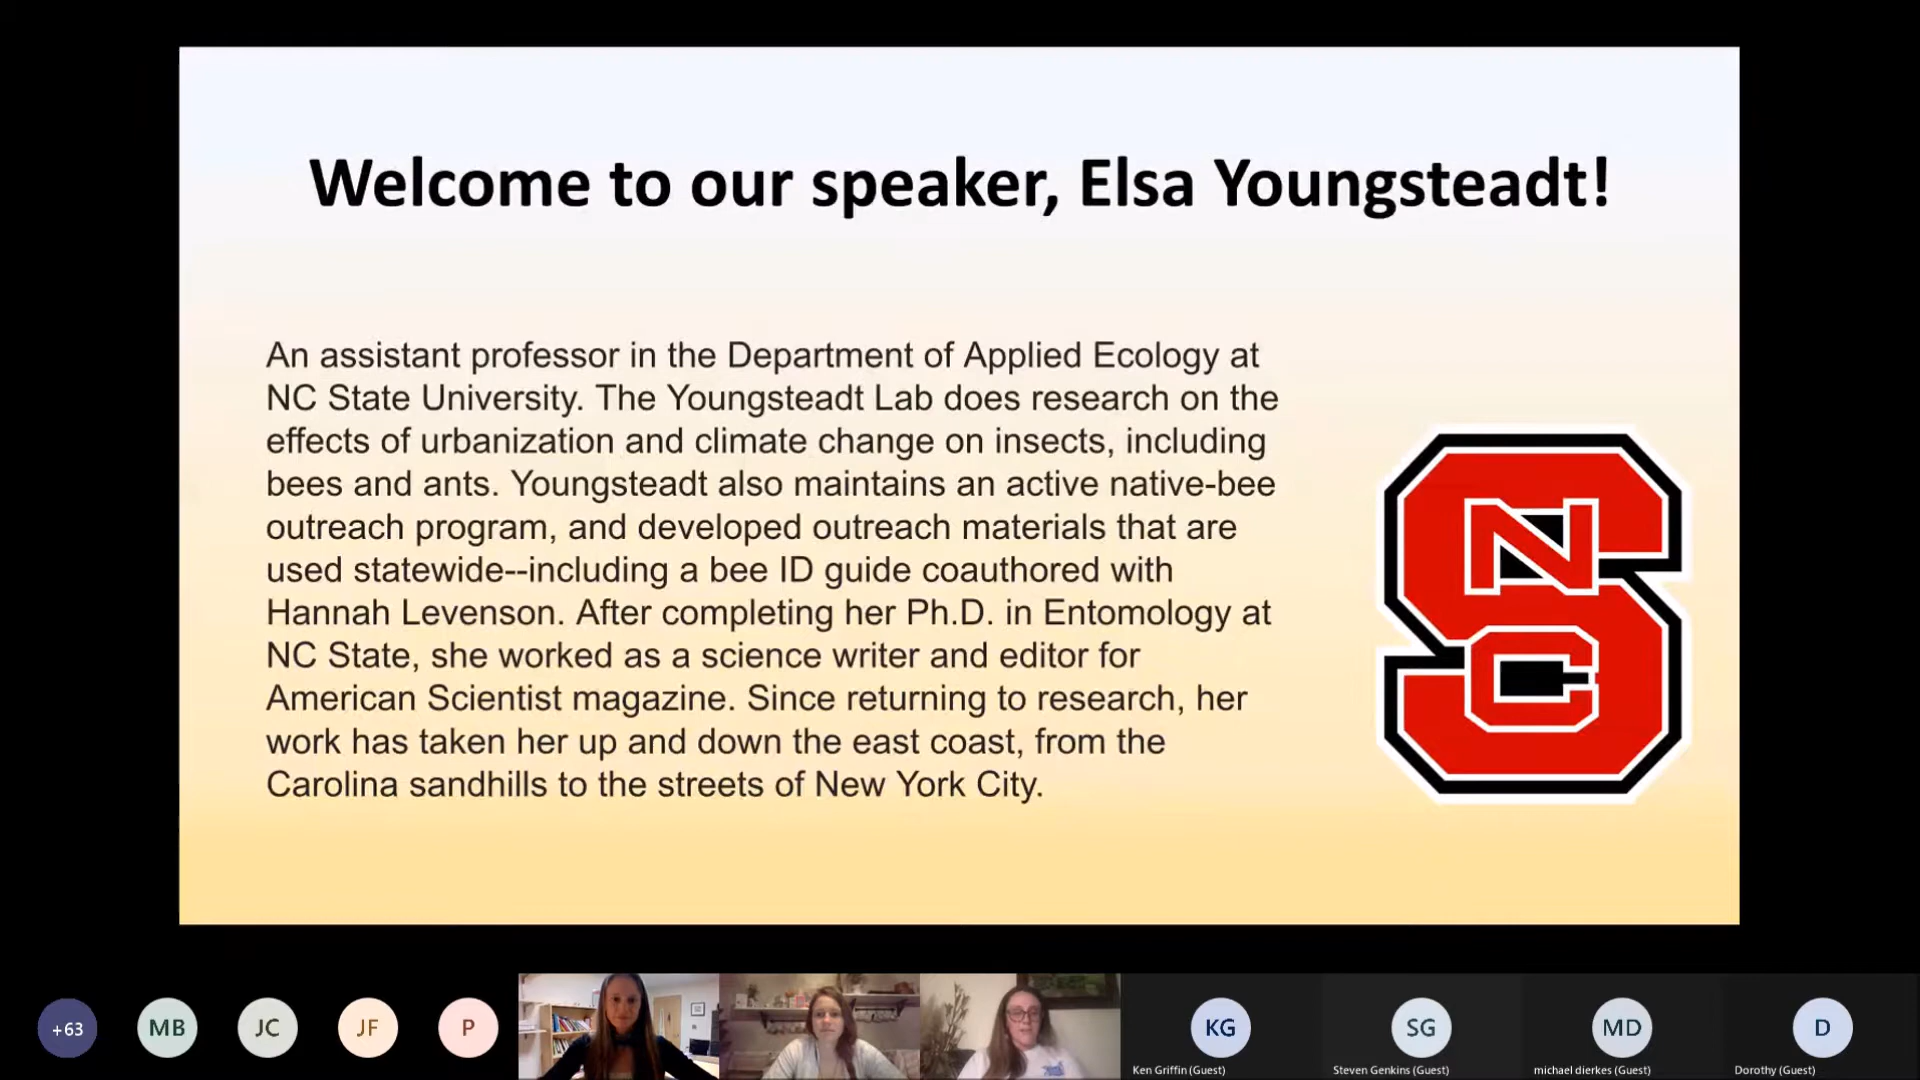 Welcome to our speaker, Elsa Youngsteadt!
An assistant professor in the Department of Applied Ecology at
NC State University. The Youngsteadt Lab does research on the
effects of urbanization and climate change on insects, including
bees and ants. Youngsteadt also maintains an active native-bee
outreach program, and developed outreach materials that are
used statewide--including a bee ID guide coauthored with
Hannah Levenson. After completing her Ph.D. in Entomology at
NC State, she worked as a science writer and editor for
American Scientist magazine. Since returning to research, her
work has taken her up and down the east coast, from the
Carolina sandhills to the streets of New York City.
N
S
C
+63
MB
JC
JF
P
KG
SG
MD
D
Ken Griffin (Guest)
Steven Genkins (Guest)
michael dierkes (Guest)
Dorothy (Guest)